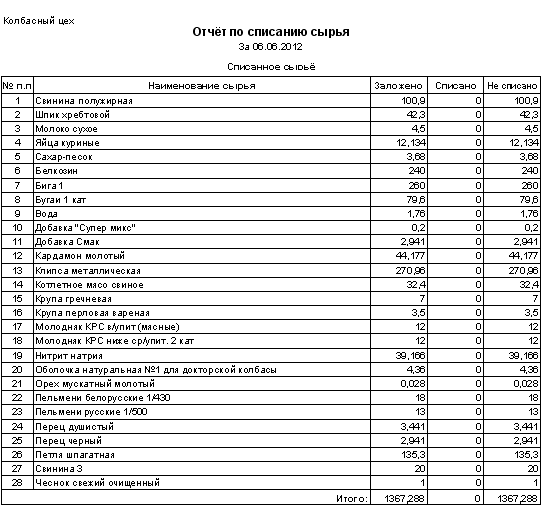 Колбасный цех
Отчёт по списанию сырья
За 06.06.2012
Списанное сырьё
№ п.п Наименование сырья Заложено Списано Не списано
1 Свинина полужирная 100,9 0 100,9
2 Шпик хребтовой 42,3 0 42,3
3 Молоко сухое 4,5 0 4,5
4 Яйца куриные 12,134 0 12,134
5 Сахар-песок 3,68 0 3,68
6 Белкозин 240 0 240
7 Бига 1 260 0 260
8 Бугаи 1 кат 79,6 0 79,6
9 Вода 1,76 0 1,76
10 Добавка "Супер микс" 0,2 0 0,2
11 Добавка Смак 2,941 0 2,941
12 Кардамон молотый 44,177 0 44,177
13 Клипса металлическая 270,96 0 270,96
14 Котлетное мясо свиное 32,4 0 32,4
15 Крупа гречневая 7 0 7
16 Крупа перловая вареная 3,5 0 3,5
17 Молодняк КРС в/упит (мясные) 12 0 12
18 Молодняк КРС ниже ср/упит. 2 кат 12 0 12
19 Нитрит натрия 39,166 0 39,166
20 Оболочка натуральная №1 для докторской колбасы 4,36 0 4,36
21 Орех мускатный молотый 0,028 0 0,028
22 Пельмени белорусские 1/430 18 0 18
23 Пельмени русские 1/500 13 0 13
24 Перец душистый 3,441 0 3,441
25 Перец черный 2,941 0 2,941
26 Петля шпагатная 135,3 0 135,3
27 Свинина 3 20 0 20
28 Чеснок свежий очищенный 1 0 1
Итого: 1367,288 0 1367,288